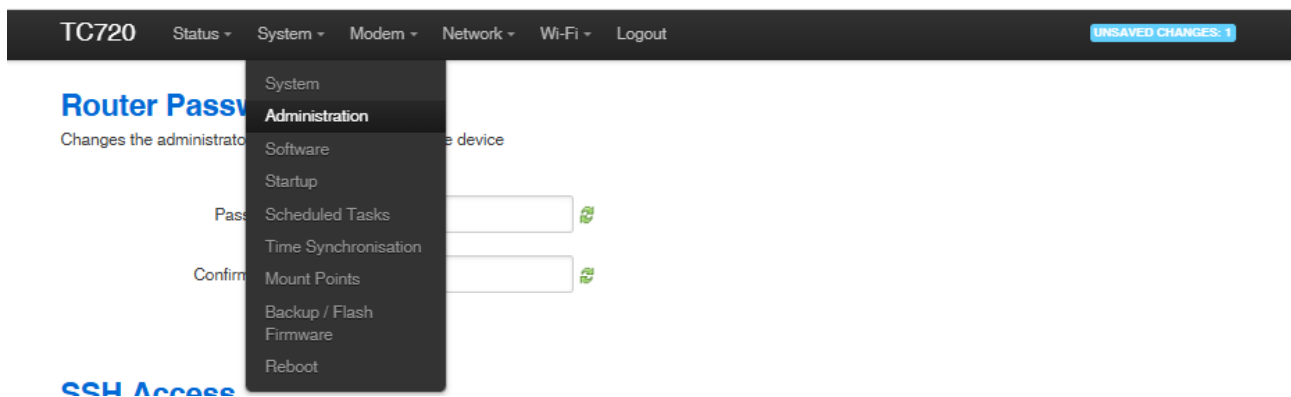 TC720 Status System Modem Network Wi-Fi Logout UNSAVED CHANGES: 1
System
Router Passw
Administration
Changes the administrato e device
Software
Startup
Pass
Scheduled Tasks
Time Synchronisation
Confirm
Mount Points
Backup / Flash
Firmware
Reboot
SSH Access